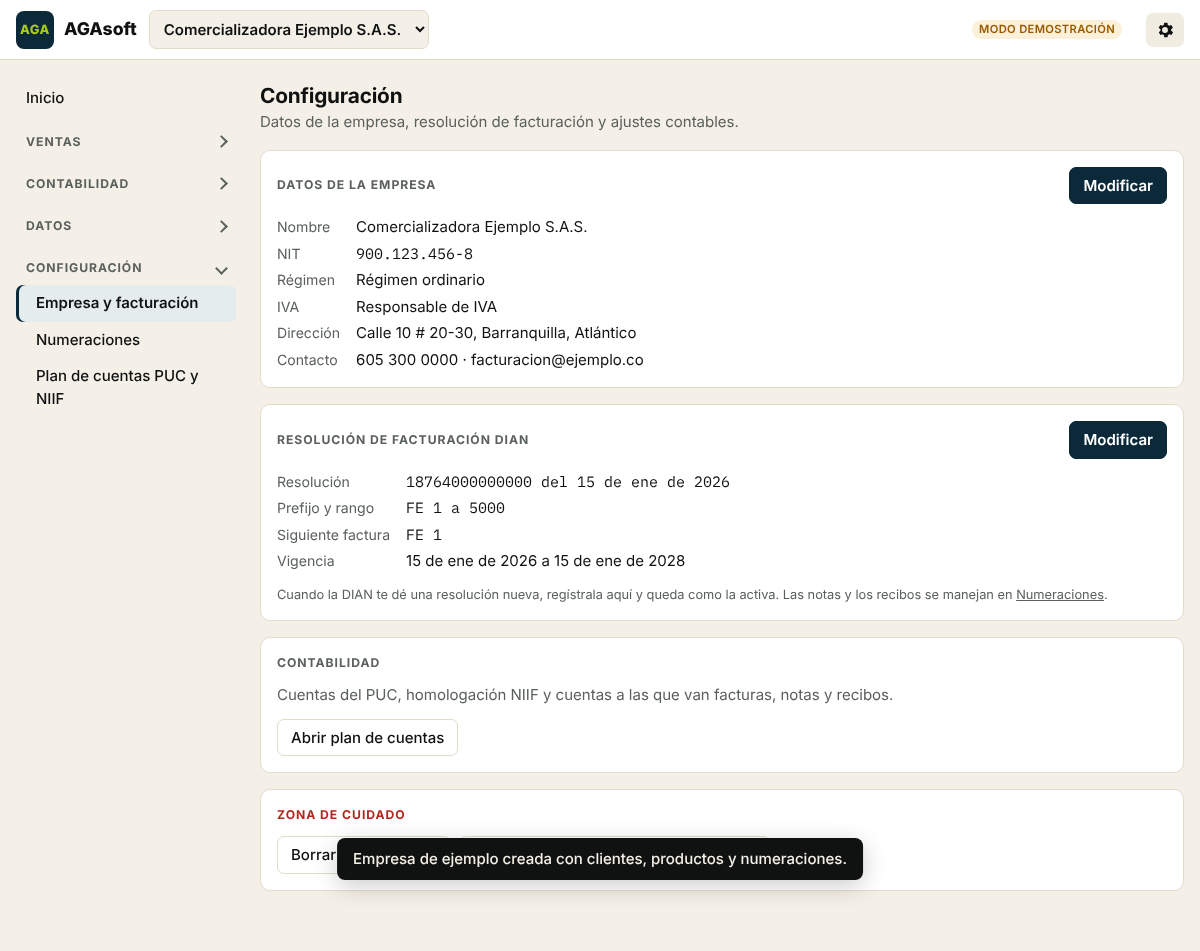 AGA AGAsoft Comercializadora Ejemplo S.A.S. MODO DEMOSTRACIÓN
Inicio
VENTAS
CONTABILIDAD
DATOS
CONFIGURACIÓN
Empresa y facturación
Numeraciones
Plan de cuentas PUC y
NIIF
Configuración
Datos de la empresa, resolución de facturación y ajustes contables.
DATOS DE LA EMPRESA Modificar
Nombre Comercializadora Ejemplo S.A.S.
NIT 900.123.456-8
Régimen Régimen ordinario
IVA Responsable de IVA
Dirección Calle 10 # 20-30, Barranquilla, Atlántico
Contacto 605 300 0000 · facturacion@ejemplo.co
RESOLUCIÓN DE FACTURACIÓN DIAN Modificar
Resolución 18764000000000 del 15 de ene de 2026
Prefijo y rango FE 1 a 5000
Siguiente factura FE 1
Vigencia 15 de ene de 2026 a 15 de ene de 2028
Cuando la DIAN te dé una resolución nueva, regístrala aquí y queda como la activa. Las notas y los recibos se manejan en Numeraciones.
CONTABILIDAD
Cuentas del PUC, homologación NIIF y cuentas a las que van facturas, notas y recibos.
Abrir plan de cuentas
ZONA DE CUIDADO
Borrar
Empresa de ejemplo creada con clientes, productos y numeraciones.